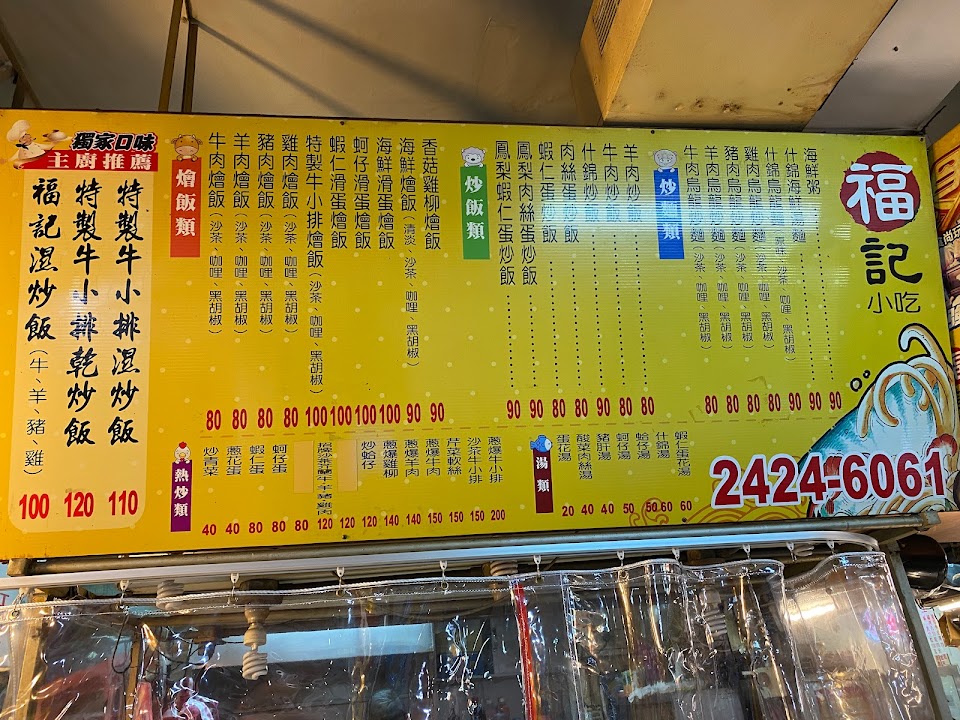 獨家口味
主廚推薦
特製牛小排濕炒飯 110
特製牛小排乾炒飯 120
福記濕炒飯（牛、羊、豬、雞） 100
燴飯類
牛肉燴飯（沙茶、咖哩、黑胡椒） 80
羊肉燴飯（沙茶、咖哩、黑胡椒） 80
豬肉燴飯（沙茶、咖哩、黑胡椒） 80
雞肉燴飯（沙茶、咖哩、黑胡椒） 80
特製牛小排燴飯（沙茶、咖哩、黑胡椒） 100
蝦仁滑蛋燴飯 100
蚵仔滑蛋燴飯 100
海鮮滑蛋燴飯 100
海鮮燴飯（清淡、沙茶、咖哩、黑胡椒） 90
香菇雞柳燴飯 90
炒飯類
鳳梨蝦仁蛋炒飯 90
鳳梨肉絲蛋炒飯 90
蝦仁蛋炒飯 80
肉絲蛋炒飯 80
什錦炒飯 90
牛肉炒飯 80
羊肉炒飯 80
牛肉烏龍麵（沙茶、咖哩、黑胡椒） 80
羊肉烏龍麵（沙茶、咖哩、黑胡椒） 80
豬肉烏龍麵（沙茶、咖哩、黑胡椒） 80
雞肉烏龍麵（沙茶、咖哩、黑胡椒） 80
什錦烏龍麵 沙茶、咖哩、黑胡椒） 90
什錦海鮮麵 90
海鮮粥 90
熱炒類
炒青菜 40
蔥花蛋 40
蝦仁蛋 80
蚵仔蛋 80
炒蛤仔
蔥爆雞柳
蔥爆羊肉
蔥爆牛肉
芹菜軟絲
沙茶牛小排
蔥爆牛小排 200
80 120 120 120 140 140 150 150 150
湯類
蛋花湯 20
酸菜肉絲湯 40
豬肝湯 40
蚵仔湯 50
蛤仔湯 50
什錦湯 60
蝦仁蛋花湯 60
福記
小吃
2424-6061